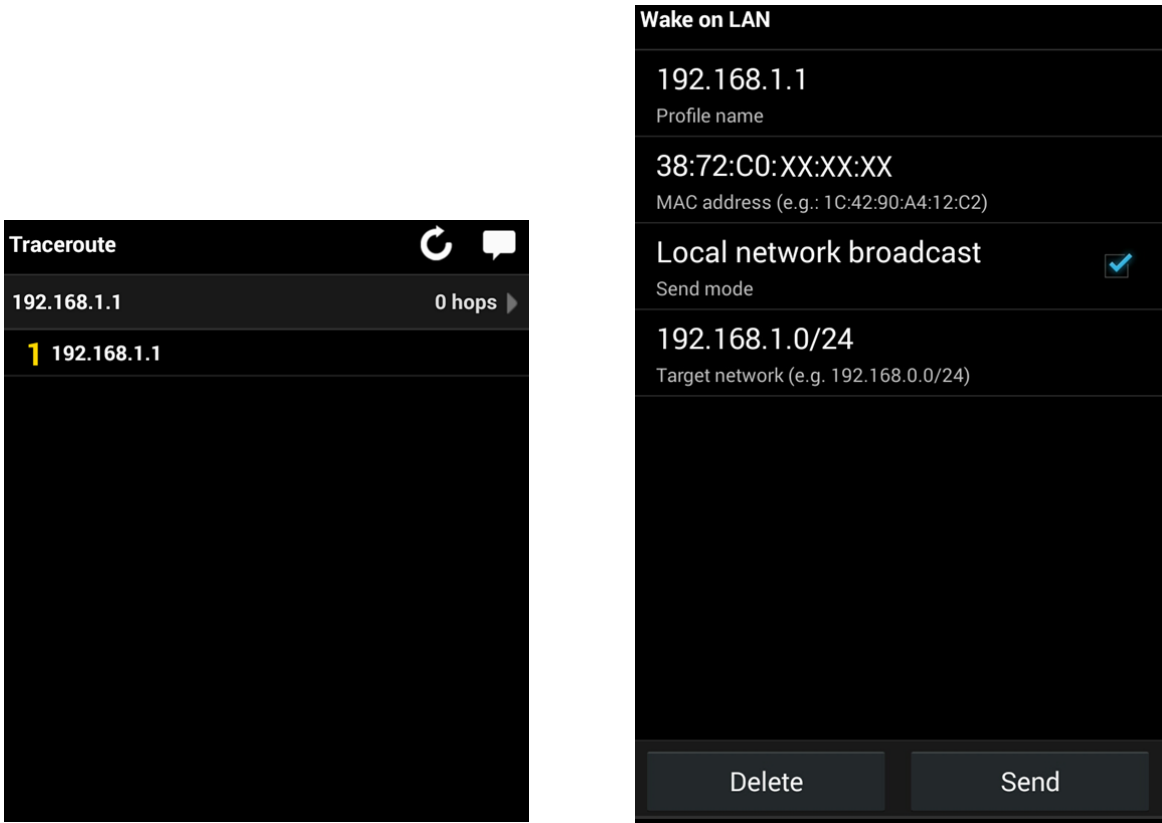 Traceroute
192.168.1.1 0 hops
1 192.168.1.1
Wake on LAN
192.168.1.1
Profile name
38:72:C0:XX:XX:XX
MAC address (e.g.: 1C:42:90:A4:12:C2)
Local network broadcast
Send mode
192.168.1.0/24
Target network (e.g. 192.168.0.0/24)
Delete Send